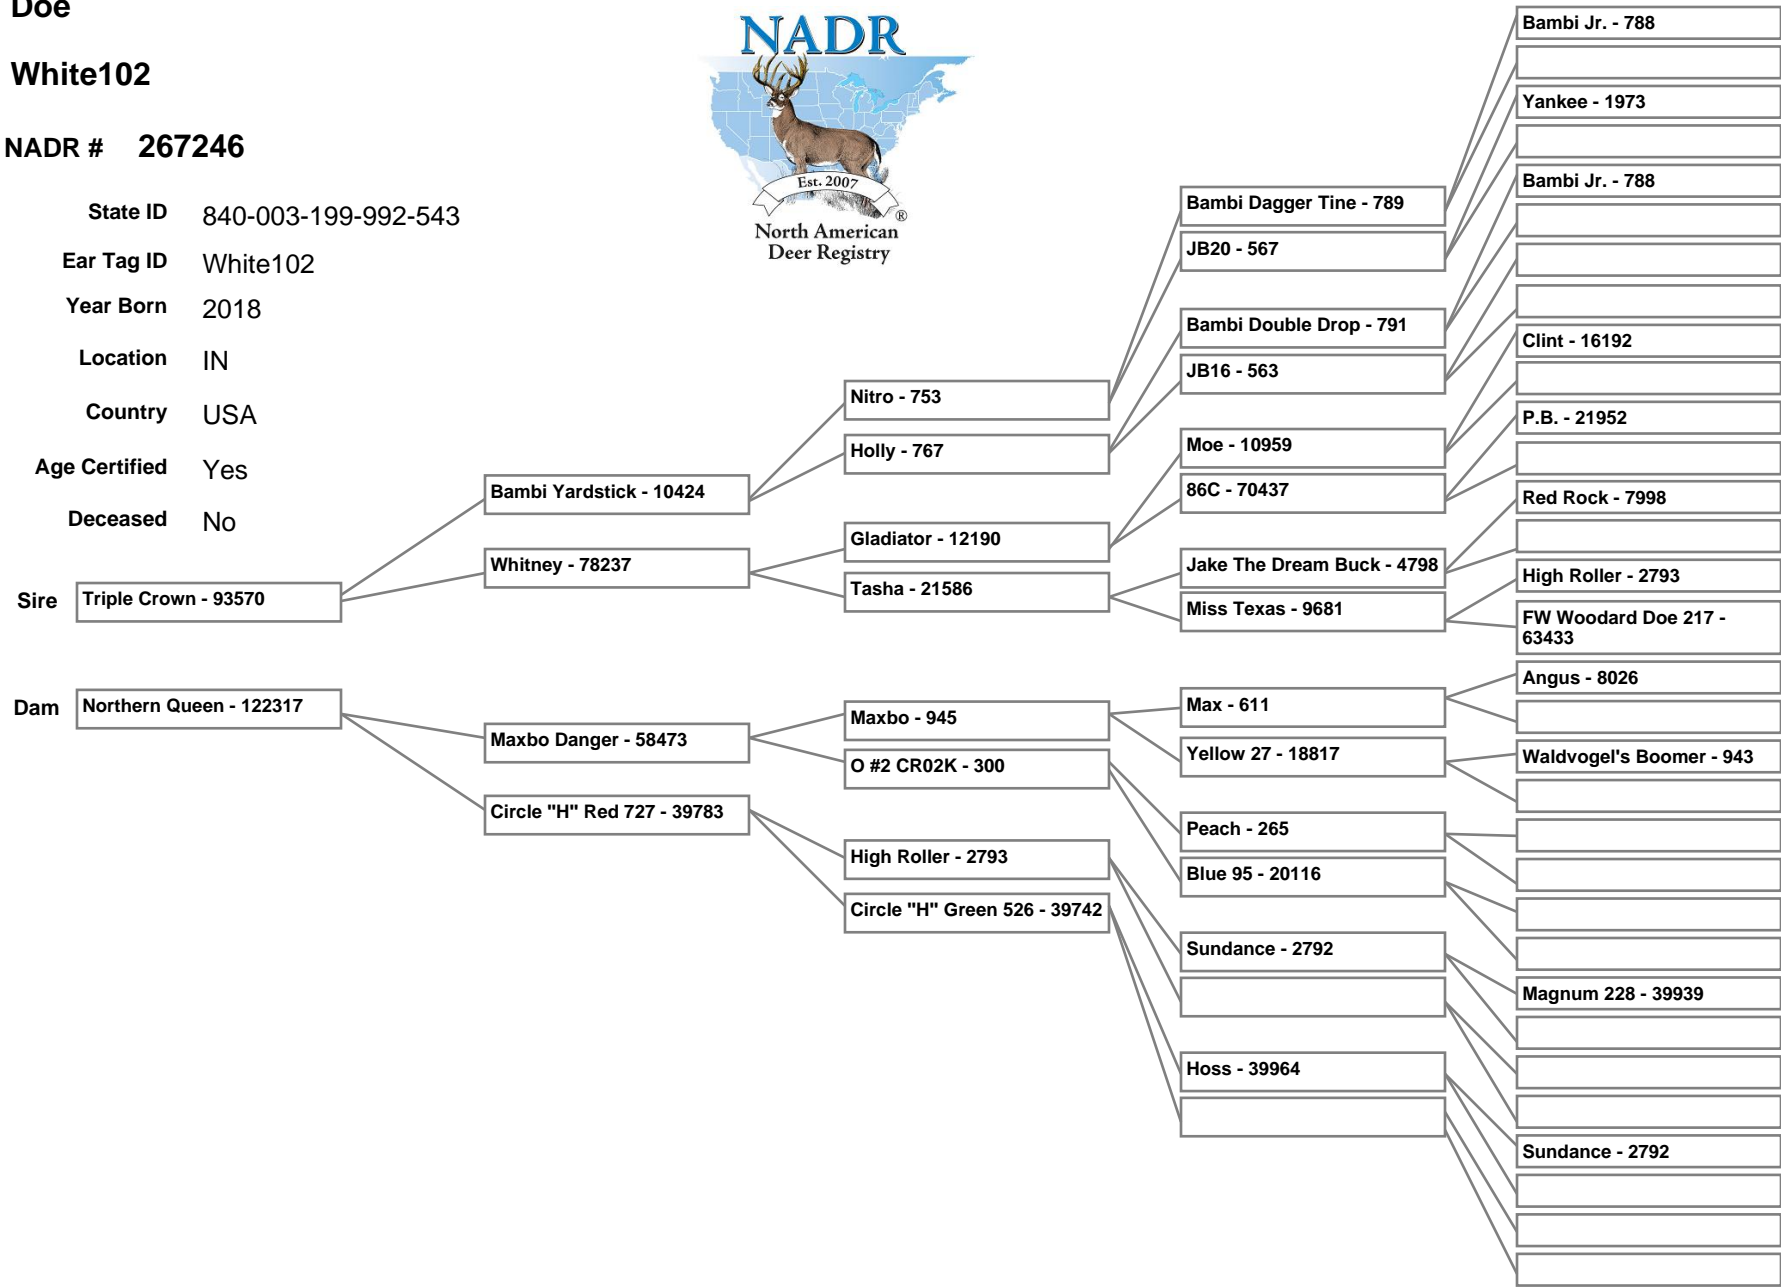 Doe
White102
NADR # 267246
State ID 840-003-199-992-543
Ear Tag ID White102
Year Born 2018
Location IN
Country USA
Age Certified Yes
Deceased No
NADR
Est. 2007
®
North American
Deer Registry
Sire Triple Crown - 93570
Dam Northern Queen - 122317
Bambi Yardstick - 10424
Whitney - 78237
Maxbo Danger - 58473
Circle "H" Red 727 - 39783
Nitro - 753
Holly - 767
Gladiator - 12190
Tasha - 21586
Maxbo - 945
O #2 CR02K - 300
High Roller - 2793
Circle "H" Green 526 - 39742
Bambi Dagger Tine - 789
JB20 - 567
Bambi Double Drop - 791
JB16 - 563
Moe - 10959
86C - 70437
Jake The Dream Buck - 4798
Miss Texas - 9681
Max - 611
Yellow 27 - 18817
Peach - 265
Blue 95 - 20116
Sundance - 2792
Hoss - 39964
Bambi Jr. - 788
Yankee - 1973
Bambi Jr. - 788
Clint - 16192
P.B. - 21952
Red Rock - 7998
High Roller - 2793
FW Woodard Doe 217 -
63433
Angus - 8026
Waldvogel's Boomer - 943
Magnum 228 - 39939
Sundance - 2792